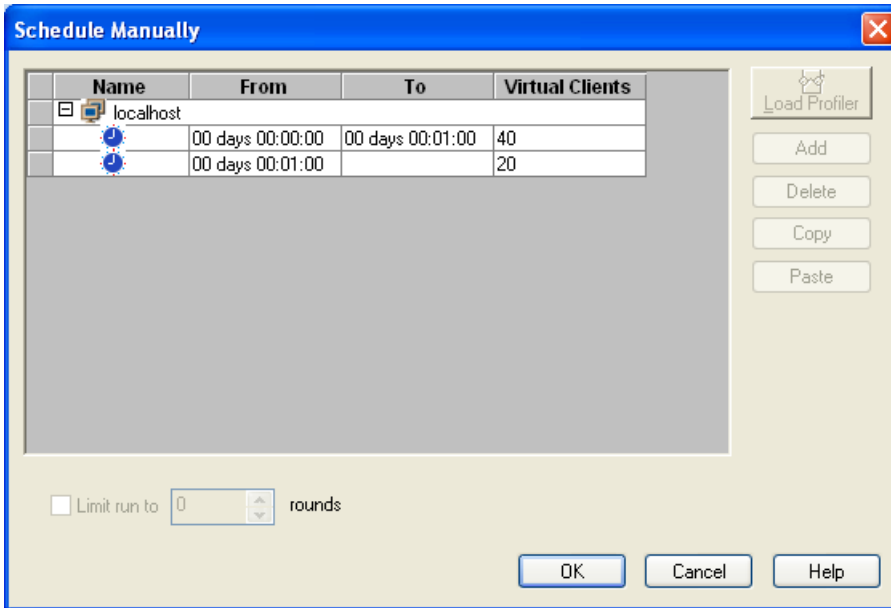 Schedule Manually
Name From To Virtual Clients
localhost
00 days 00:00:00 00 days 00:01:00 40
00 days 00:01:00 20
Load Profiler
Add
Delete
Copy
Paste
Limit run to 0 rounds
OK Cancel Help